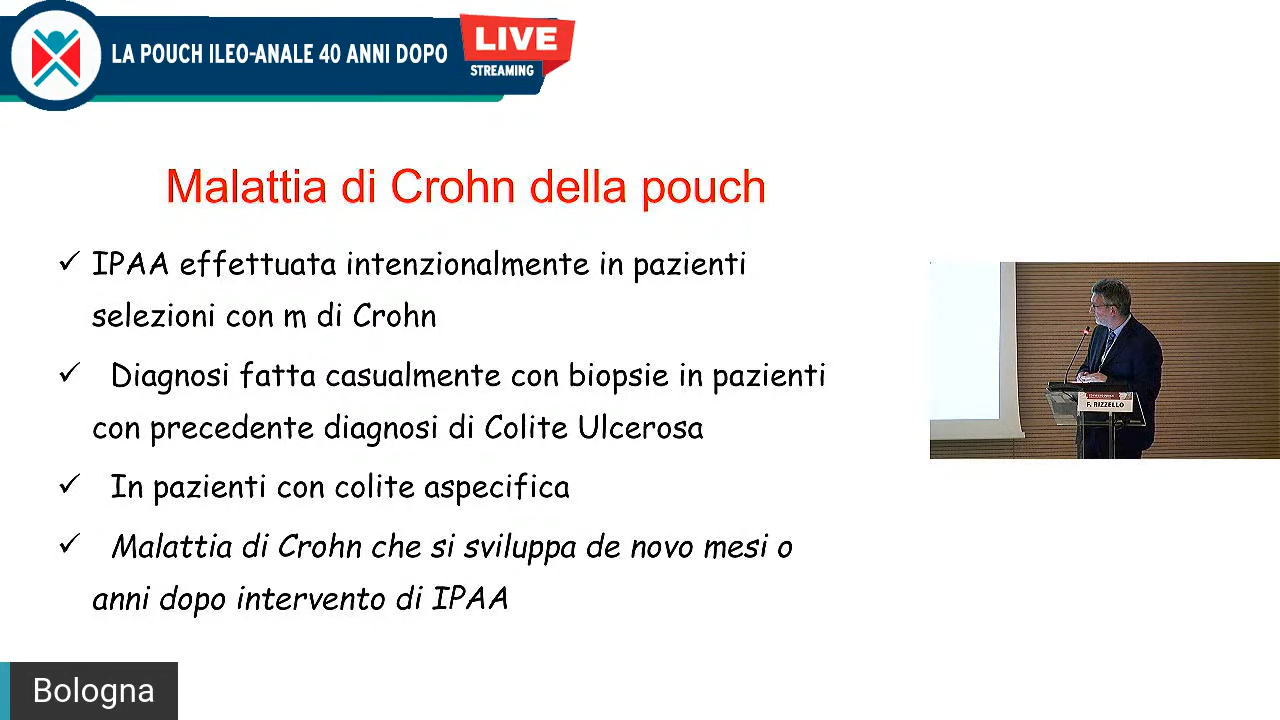 LA POUCH ILEO-ANALE 40 ANNI DOPO
LIVE
STREAMING
Malattia di Crohn della pouch
✓ IPAA effettuata intenzionalmente in pazienti
selezioni con m di Crohn
✓ Diagnosi fatta casualmente con biopsie in pazienti
con precedente diagnosi di Colite Ulcerosa
✓ In pazienti con colite aspecifica
✓ Malattia di Crohn che si sviluppa de novo mesi o
anni dopo intervento di IPAA
F. RIZZELLO
Bologna